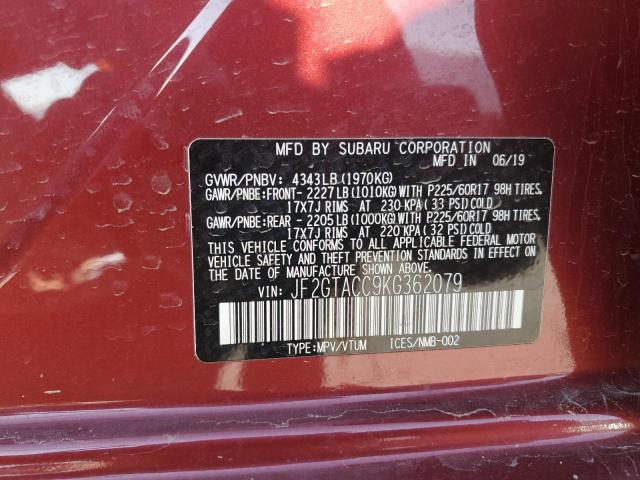 MFD BY SUBARU CORPORATION
MFD IN 06/19
GVWR/PNBV: 4343LB (1970KG)
GAWR/PNBE:FRONT- 2227LB (1010KG) WITH P225/60R17 98H TIRES,
17X7J RIMS AT 230 KPA ( 33 PSI) COLD
GAWR/PNBE:REAR - 2205LB (1000KG) WITH P225/60R17 98H TIRES,
17X7J RIMS AT 220 KPA ( 32 PSI) COLD
THIS VEHICLE CONFORMS TO ALL APPLICABLE FEDERAL MOTOR
VEHICLE SAFETY AND THEFT PREVENTION STANDARDS IN EFFECT ON
THE DATE OF MANUFACTURE SHOWN ABOVE.
VIN: JF2GTACC9KG362079
TYPE:MPV/VTUM ICES/NMB-002